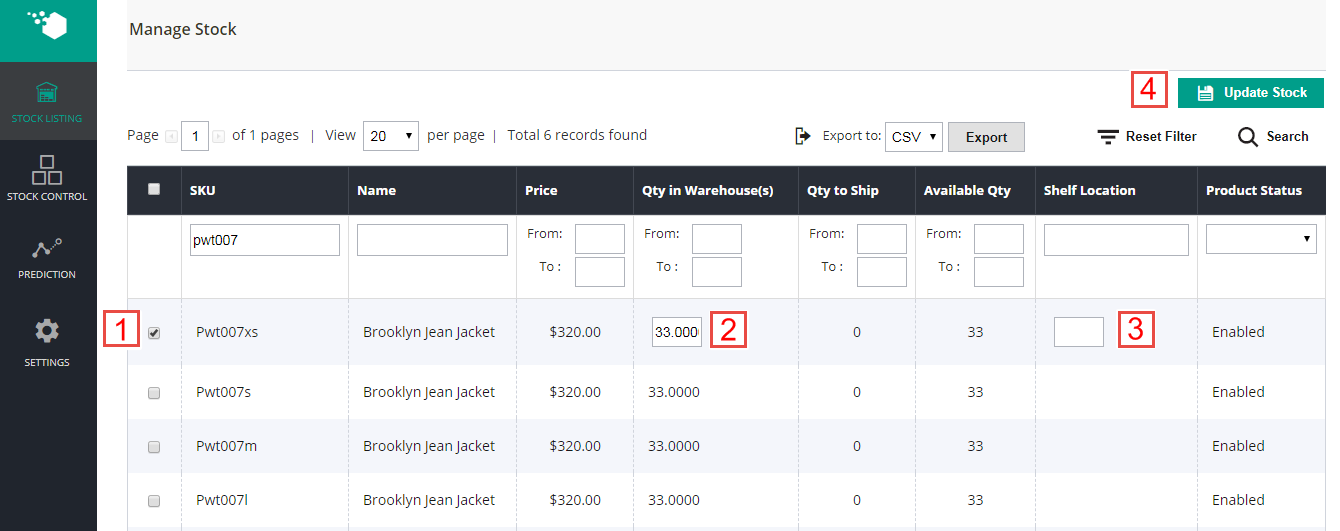 Manage Stock
4 Update Stock
STOCK LISTING
Page 1 of 1 pages | View 20 per page | Total 6 records found Export to: CSV Export Reset Filter Search
SKU Name Price Qty in Warehouse(s) Qty to Ship Available Qty Shelf Location Product Status
STOCK CONTROL
From: From: From: From:
pwt007
To : To : To : To :
PREDICTION
1 Pwt007xs Brooklyn Jean Jacket $320.00 33.000 2 0 33 3 Enabled
SETTINGS
Pwt007s Brooklyn Jean Jacket $320.00 33.0000 0 33 Enabled
Pwt007m Brooklyn Jean Jacket $320.00 33.0000 0 33 Enabled
Pwt007l Brooklyn Jean Jacket $320.00 33.0000 0 33 Enabled